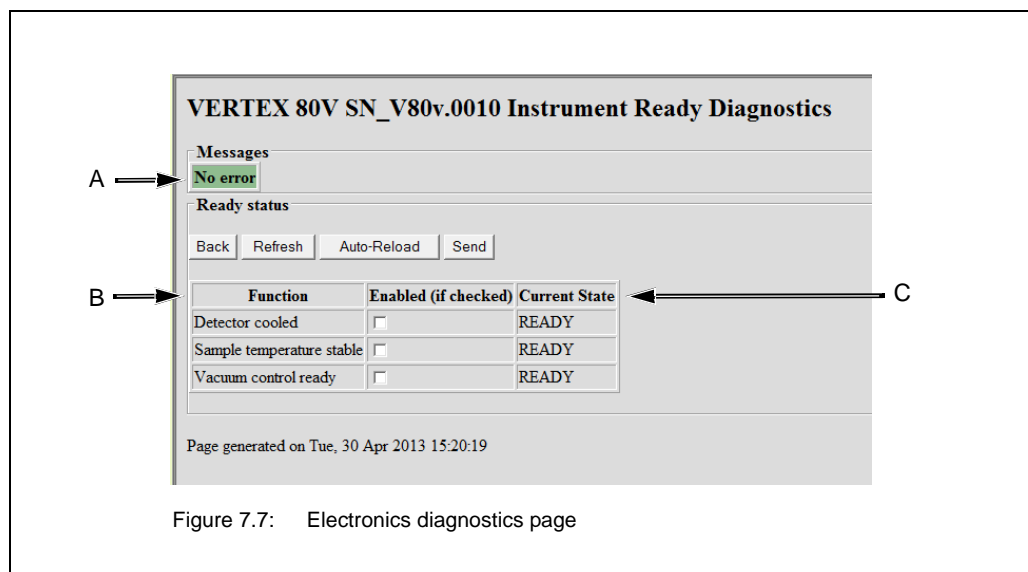 VERTEX 80V SN_V80v.0010 Instrument Ready Diagnostics
Messages
A
No error
Ready status
Back Refresh Auto-Reload Send
B
Function Enabled (if checked) Current State
C
Detector cooled READY
Sample temperature stable READY
Vacuum control ready READY
Page generated on Tue, 30 Apr 2013 15:20:19
Figure 7.7: Electronics diagnostics page